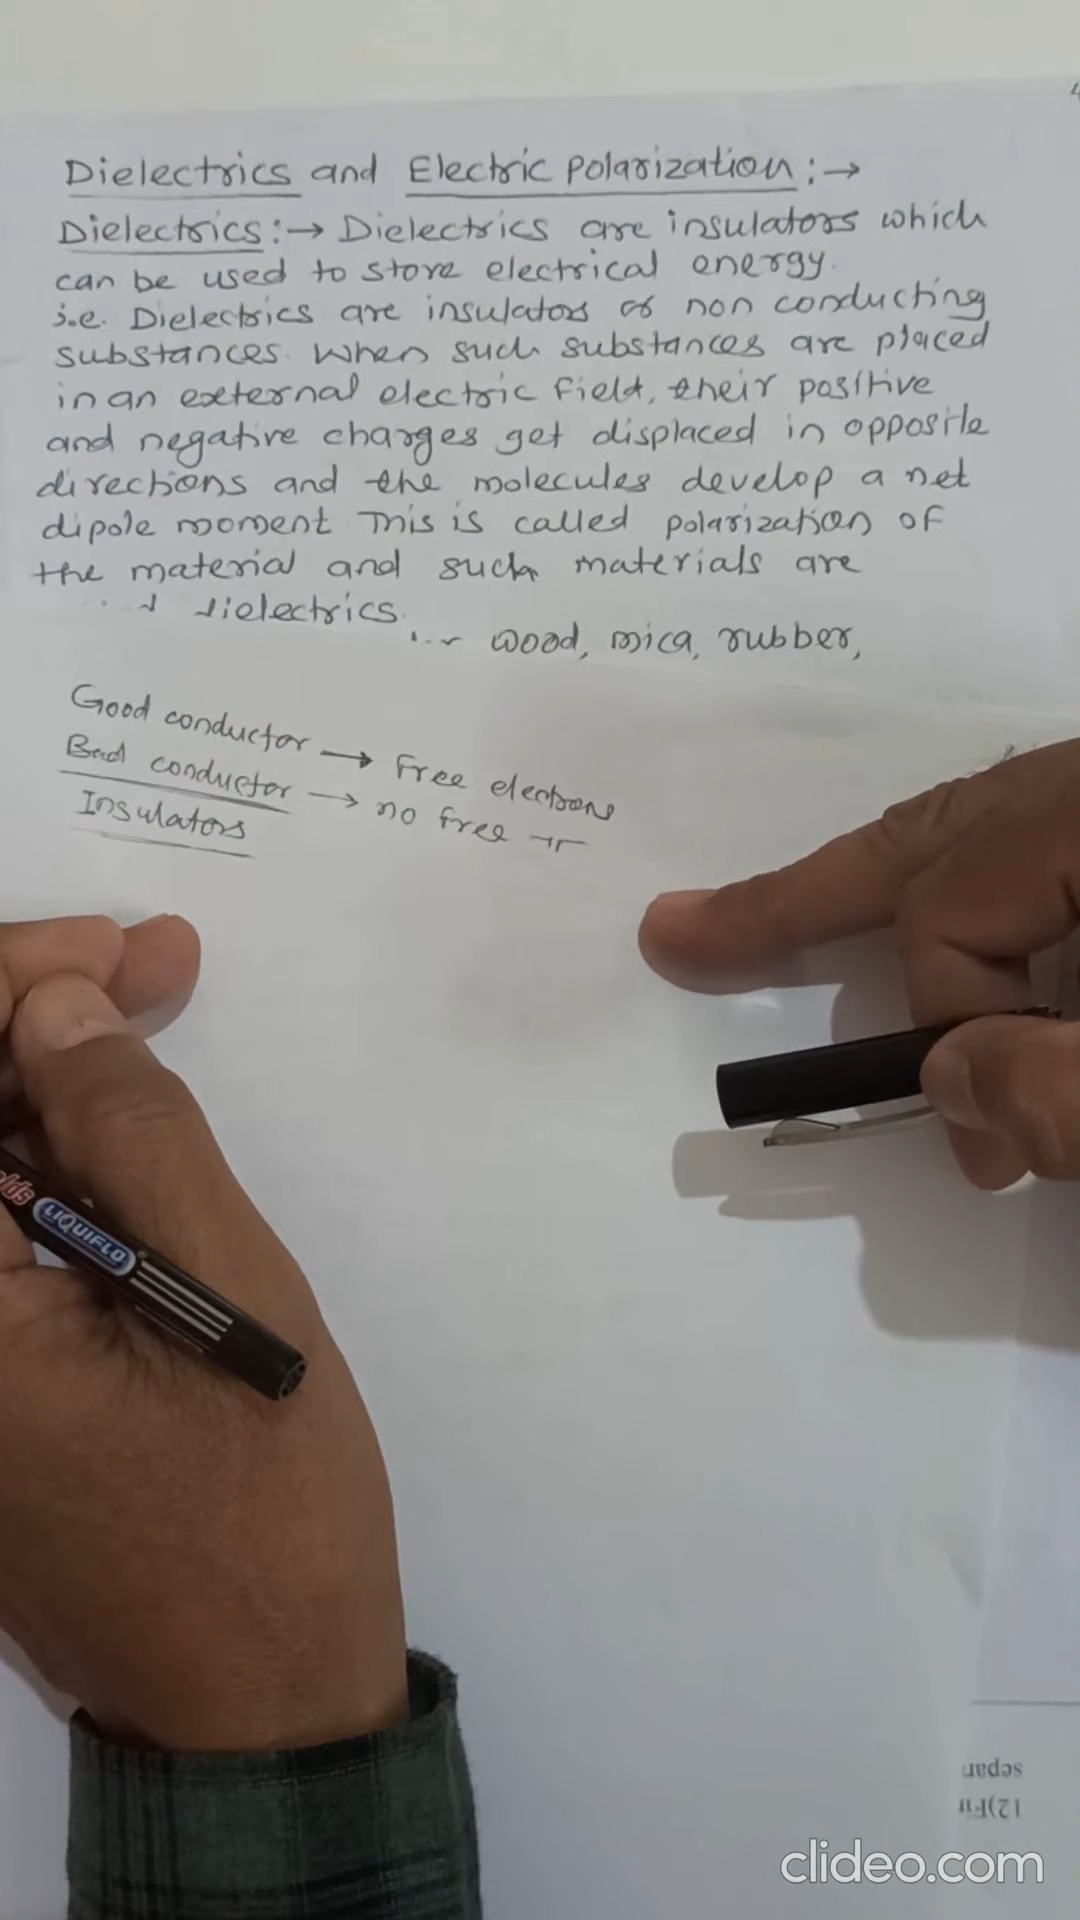 Dielectrics and Electric Polarization:→
Dielectrics:→ Dielectrics are insulators which
can be used to store electrical energy.
i.e. Dielectrics are insulators or non conducting
substances. When such substances are placed
in an external electric field, their positive
and negative charges get displaced in opposite
directions and the molecules develop a net
dipole moment. This is called polarization of
the material and such materials are
dielectrics.
wood, mica, rubber,
Good conductor → Free electrons
Bad conductor → no free
Insulators
LIQUIFLO
separ
12)Fir
clideo.com